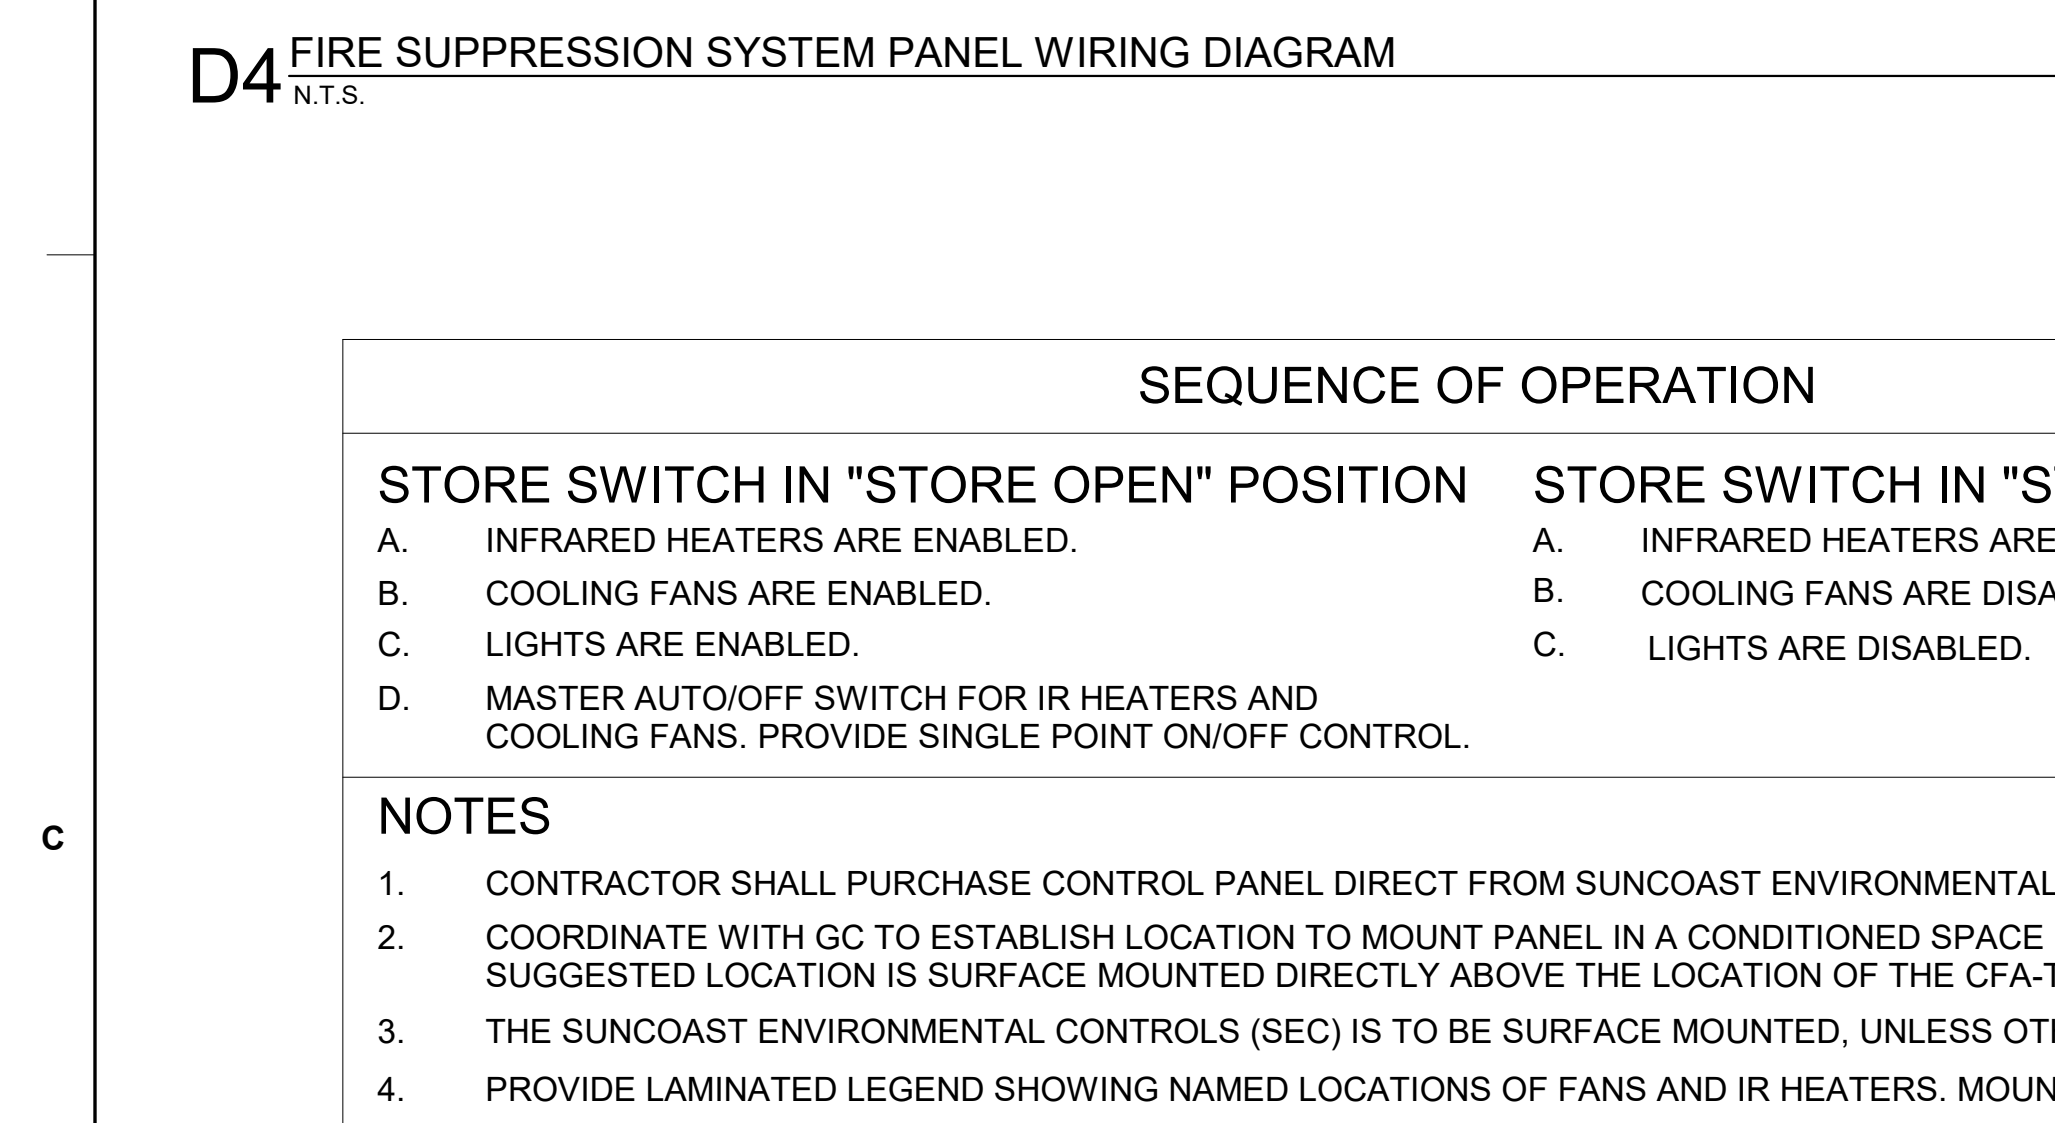 D4 FIRE SUPPRESSION SYSTEM PANEL WIRING DIAGRAM
N.T.S.
SEQUENCE OF OPERATION
STORE SWITCH IN "STORE OPEN" POSITION
A. INFRARED HEATERS ARE ENABLED.
B. COOLING FANS ARE ENABLED.
C. LIGHTS ARE ENABLED.
D. MASTER AUTO/OFF SWITCH FOR IR HEATERS AND
COOLING FANS. PROVIDE SINGLE POINT ON/OFF CONTROL.
STORE SWITCH IN
A. INFRARED HEATERS ARE
B. COOLING FANS ARE
C. LIGHTS ARE DISABLED.
NOTES
C
1. CONTRACTOR SHALL PURCHASE CONTROL PANEL DIRECT FROM SUNCOAST ENVIRONMENTAL
2. COORDINATE WITH GC TO ESTABLISH LOCATION TO MOUNT PANEL IN A CONDITIONED SPACE
SUGGESTED LOCATION IS SURFACE MOUNTED DIRECTLY ABOVE THE LOCATION OF THE
3. THE SUNCOAST ENVIRONMENTAL CONTROLS (SEC) IS TO BE SURFACE MOUNTED, UNLESS
4. PROVIDE LAMINATED LEGEND SHOWING NAMED LOCATIONS OF FANS AND IR HEATERS.